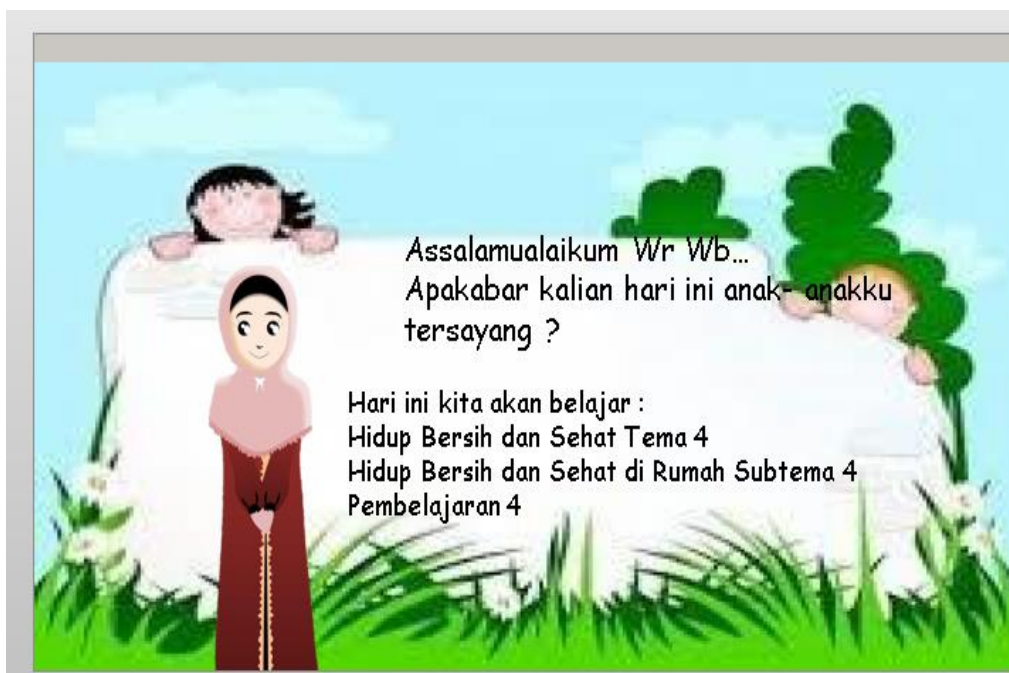 Assalamualaikum Wr Wb...
Apakabar kalian hari ini anak- anakku
tersayang ?
Hari ini kita akan belajar :
Hidup Bersih dan Sehat Tema 4
Hidup Bersih dan Sehat di Rumah Subtema 4
Pembelajaran 4